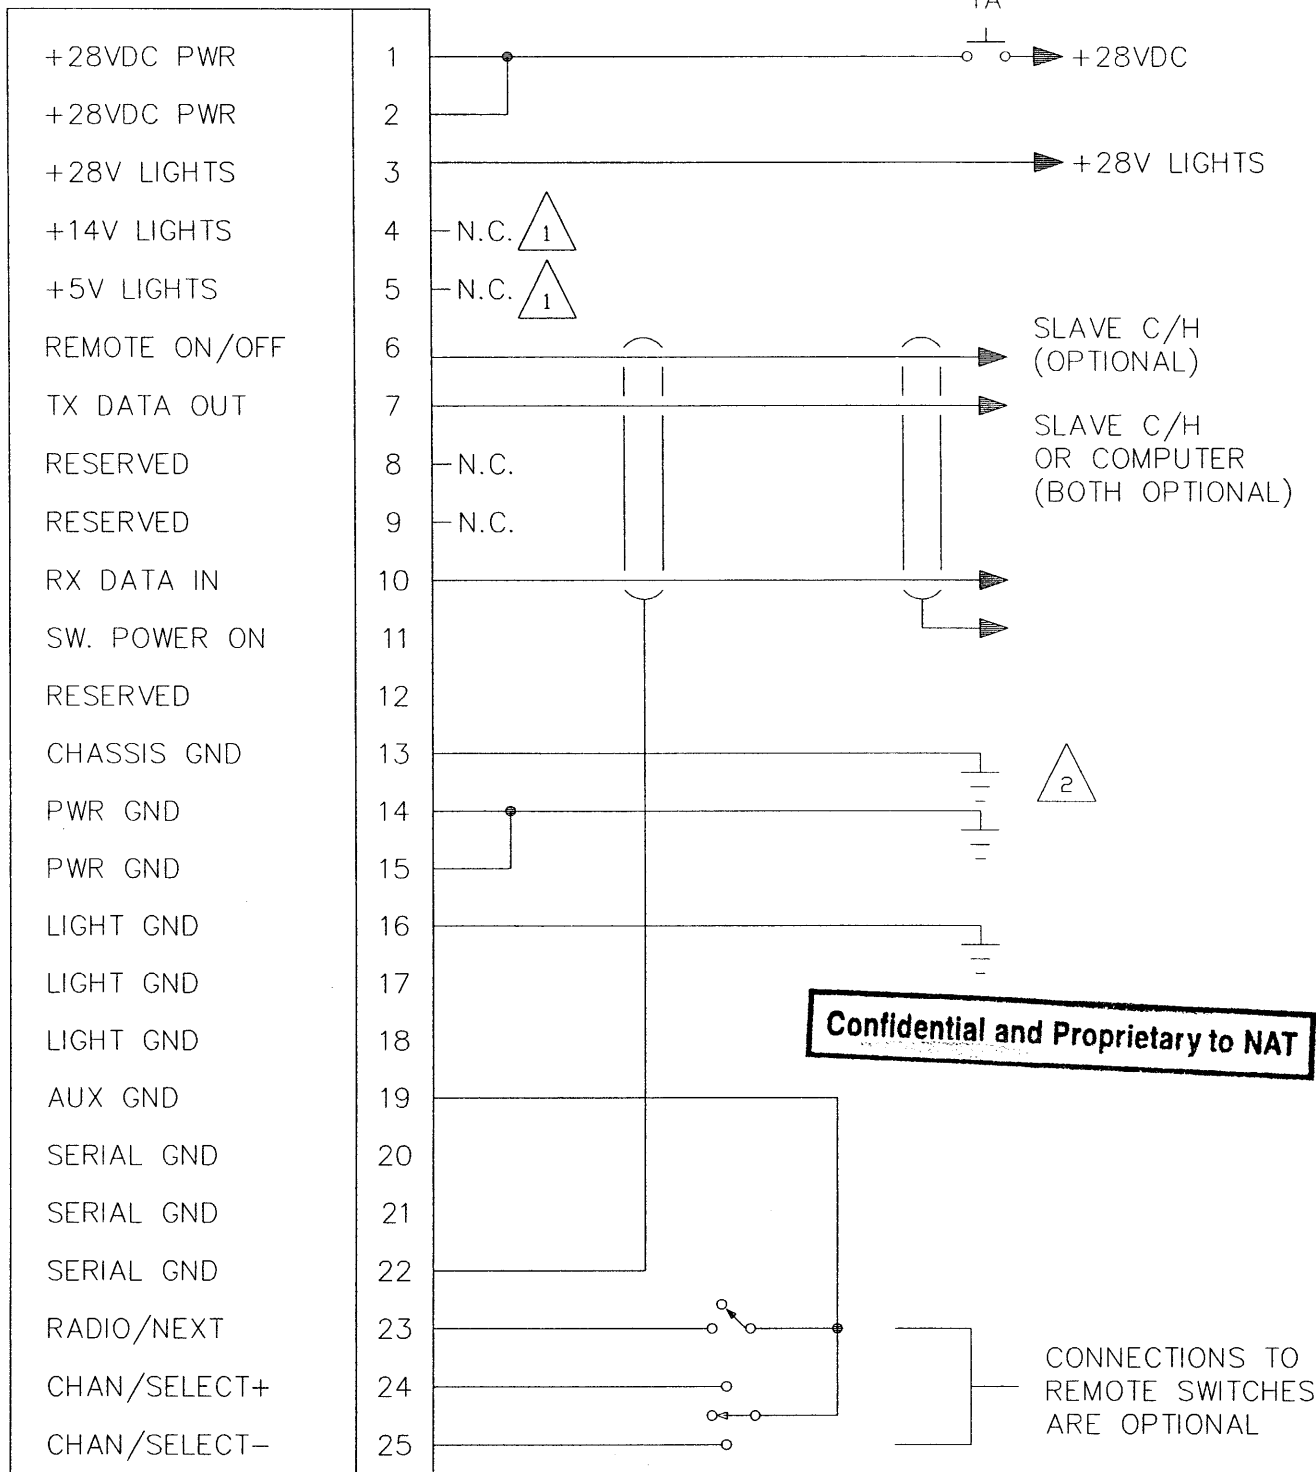 1A
+28VDC PWR 1 +28VDC
+28VDC PWR 2
+28V LIGHTS 3 +28V LIGHTS
+14V LIGHTS 4 N.C. 1
+5V LIGHTS 5 N.C. 1
REMOTE ON/OFF 6
SLAVE C/H
(OPTIONAL)
TX DATA OUT 7
SLAVE C/H
OR COMPUTER
(BOTH OPTIONAL)
RESERVED 8 N.C.
RESERVED 9 N.C.
RX DATA IN 10
SW. POWER ON 11
RESERVED 12
CHASSIS GND 13 2
PWR GND 14
PWR GND 15
LIGHT GND 16
LIGHT GND 17
LIGHT GND 18
Confidential and Proprietary to NAT
AUX GND 19
SERIAL GND 20
SERIAL GND 21
SERIAL GND 22
RADIO/NEXT 23
CHAN/SELECT+ 24
CHAN/SELECT- 25
CONNECTIONS TO
REMOTE SWITCHES
ARE OPTIONAL